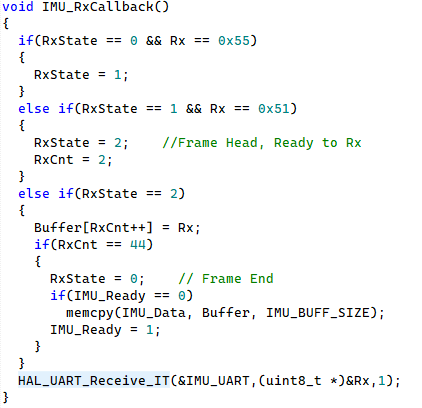 void IMU_RxCallback()
{
  if(RxState == 0 && Rx == 0x55)
  {
    RxState = 1;
  }
  else if(RxState == 1 && Rx == 0x51)
  {
    RxState = 2;    //Frame Head, Ready to Rx
    RxCnt = 2;
  }
  else if(RxState == 2)
  {
    Buffer[RxCnt++] = Rx;
    if(RxCnt == 44)
    {
      RxState = 0;    // Frame End
      if(IMU_Ready == 0)
        memcpy(IMU_Data, Buffer, IMU_BUFF_SIZE);
      IMU_Ready = 1;
    }
  }
  HAL_UART_Receive_IT(&IMU_UART,(uint8_t *)&Rx,1);
}